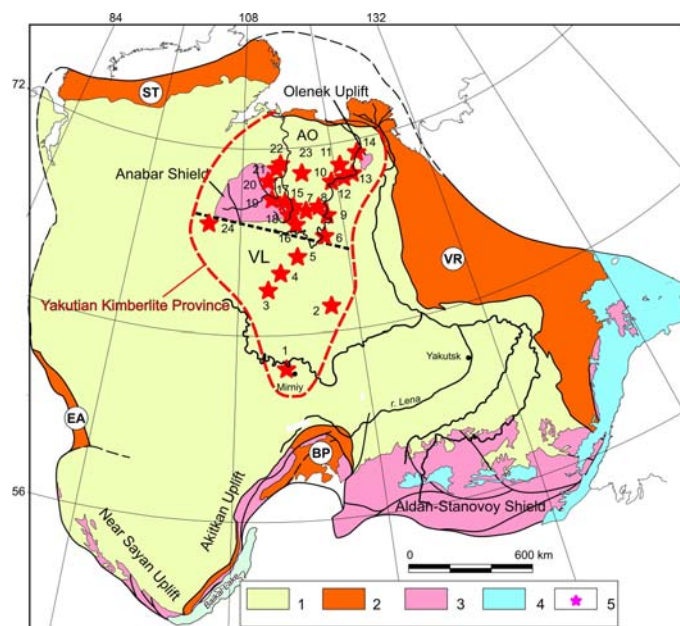 84
108
132
72
ST
Olenek Uplift
AO
14
22
23
11
21
10
13
Anabar Shield
20
17
15
7
8
12
19
9
18
24
16
6
VL
5
VR
4
Yakutian Kimberlite Province
3
2
1
Yakutsk
Mirniy
EA
r. Lena
BP
56
Akitkan Uplift
Aldan-Stanovoy Shield
Near Sayan Uplift
0 600 km
Baikal Lake
1 2 3 4 5